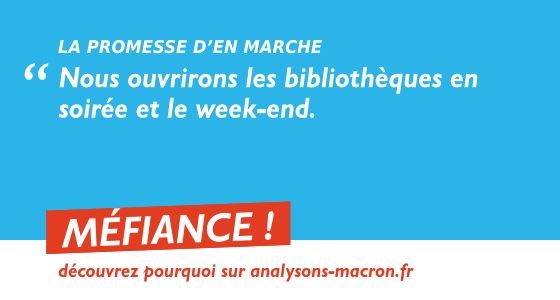 LA PROMESSE D’EN MARCHE
“ Nous ouvrirons les bibliothèques en
soirée et le week-end.
MÉFIANCE !
découvrez pourquoi sur analysons-macron.fr